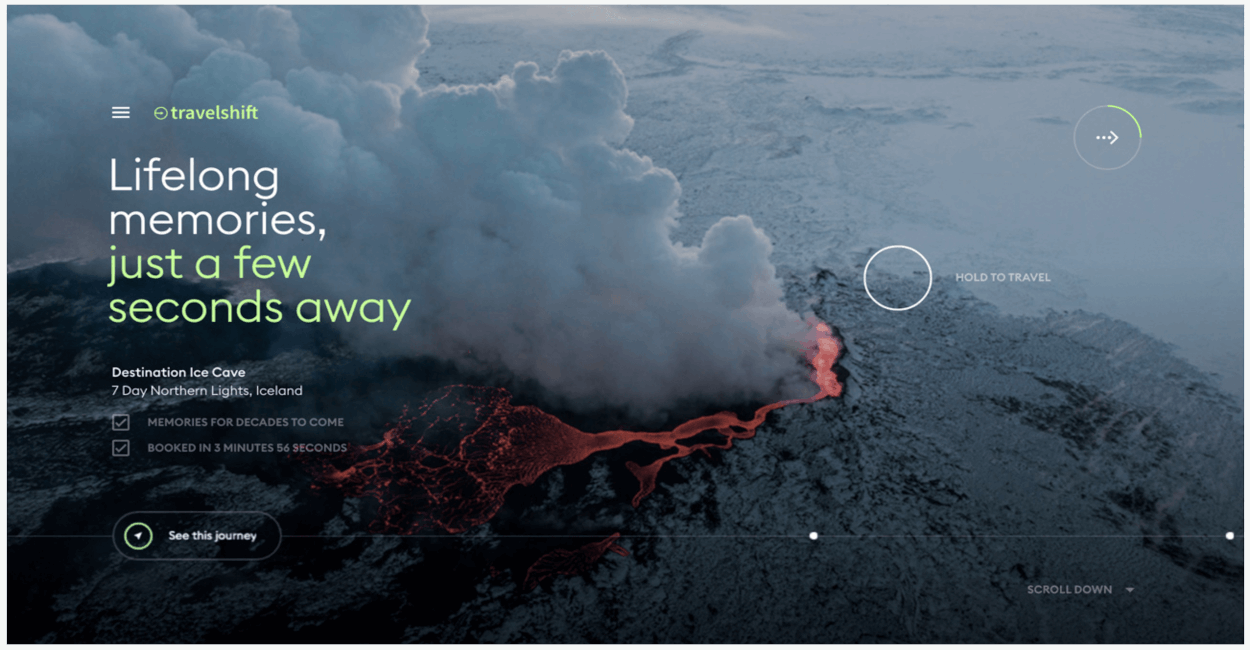 travelshift
Lifelong
memories,
just a few
seconds away
HOLD TO TRAVEL
Destination Ice Cave
7 Day Northern Lights, Iceland
MEMORIES FOR DECADES TO COME
BOOKED IN 3 MINUTES 56 SECONDS
See this journey
SCROLL DOWN